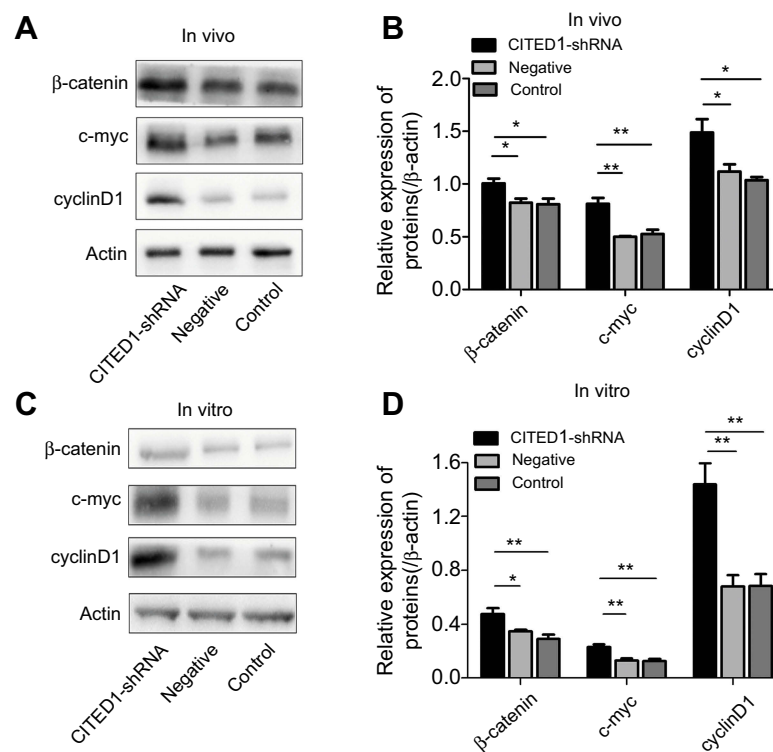 A
In vivo
β-catenin
c-myc
cyclinD1
Actin
CITED1-shRNA
Negative
Control
B
In vivo
CITED1-shRNA
Negative
Control
Relative expression of
proteins(/β-actin)
2.0
1.5
1.0
0.5
0.0
*
*
*
*
**
**
*
*
β-catenin
c-myc
cyclinD1
C
In vitro
β-catenin
c-myc
cyclinD1
Actin
CITED1-shRNA
Negative
Control
D
In vitro
CITED1-shRNA
Negative
Control
Relative expression of
proteins(/β-actin)
1.6
1.2
0.8
0.4
0.0
**
*
**
**
**
**
β-catenin
c-myc
cyclinD1